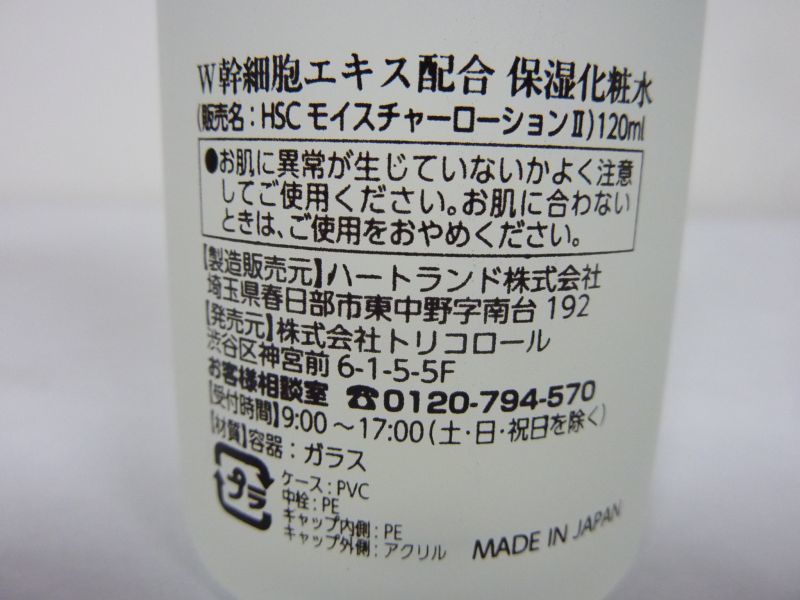 W幹細胞エキス配合 保湿化粧水
(販売名:HSC モイスチャーローションⅡ)120ml
●お肌に異常が生じていないかよく注意
してご使用ください。お肌に合わない
ときは、ご使用をおやめください。
【製造販売元】ハートランド株式会社
埼玉県春日部市東中野字南台 192
【発売元】株式会社トリコロール
渋谷区神宮前 6-1-5-5F
お客様相談室 ☎0120-794-570
【受付時間】9:00～17:00(土・日・祝日を除く)
【材質】容器:ガラス
プラ
ケース:PVC
中栓:PE
キャップ内側:PE
キャップ外側:アクリル
MADE IN JAPAN